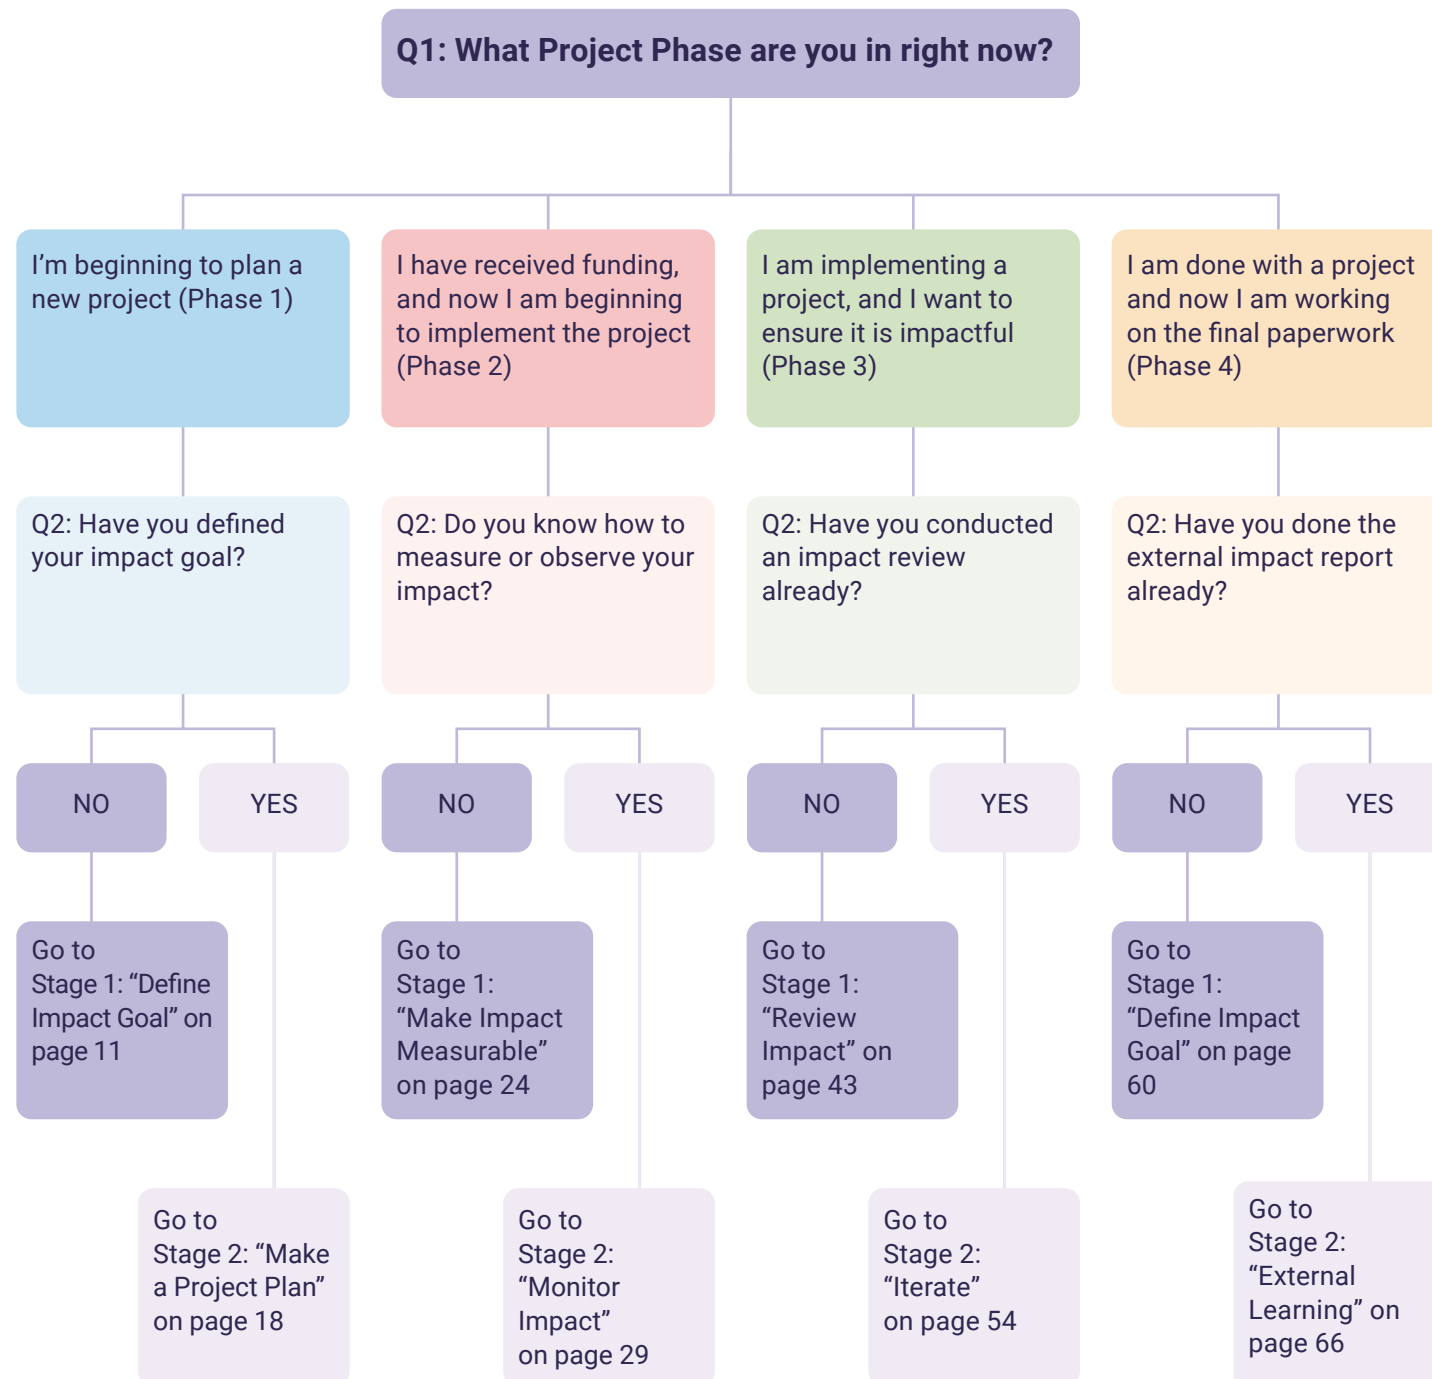 Q1: What Project Phase are you in right now?
I’m beginning to plan a
new project (Phase 1)
I have received funding,
and now I am beginning
to implement the project
(Phase 2)
I am implementing a
project, and I want to
ensure it is impactful
(Phase 3)
I am done with a project
and now I am working
on the final paperwork
(Phase 4)
Q2: Have you defined
your impact goal?
Q2: Do you know how to
measure or observe your
impact?
Q2: Have you conducted
an impact review
already?
Q2: Have you done the
external impact report
already?
NO
YES
NO
YES
NO
YES
NO
YES
Go to
Stage 1: “Define
Impact Goal” on
page 11
Go to
Stage 1:
“Make Impact
Measurable”
on page 24
Go to
Stage 1:
“Review
Impact” on
page 43
Go to
Stage 1:
“Define Impact
Goal” on page
60
Go to
Stage 2: “Make
a Project Plan”
on page 18
Go to
Stage 2:
“Monitor
Impact”
on page 29
Go to
Stage 2:
“Iterate”
on page 54
Go to
Stage 2:
“External
Learning” on
page 66